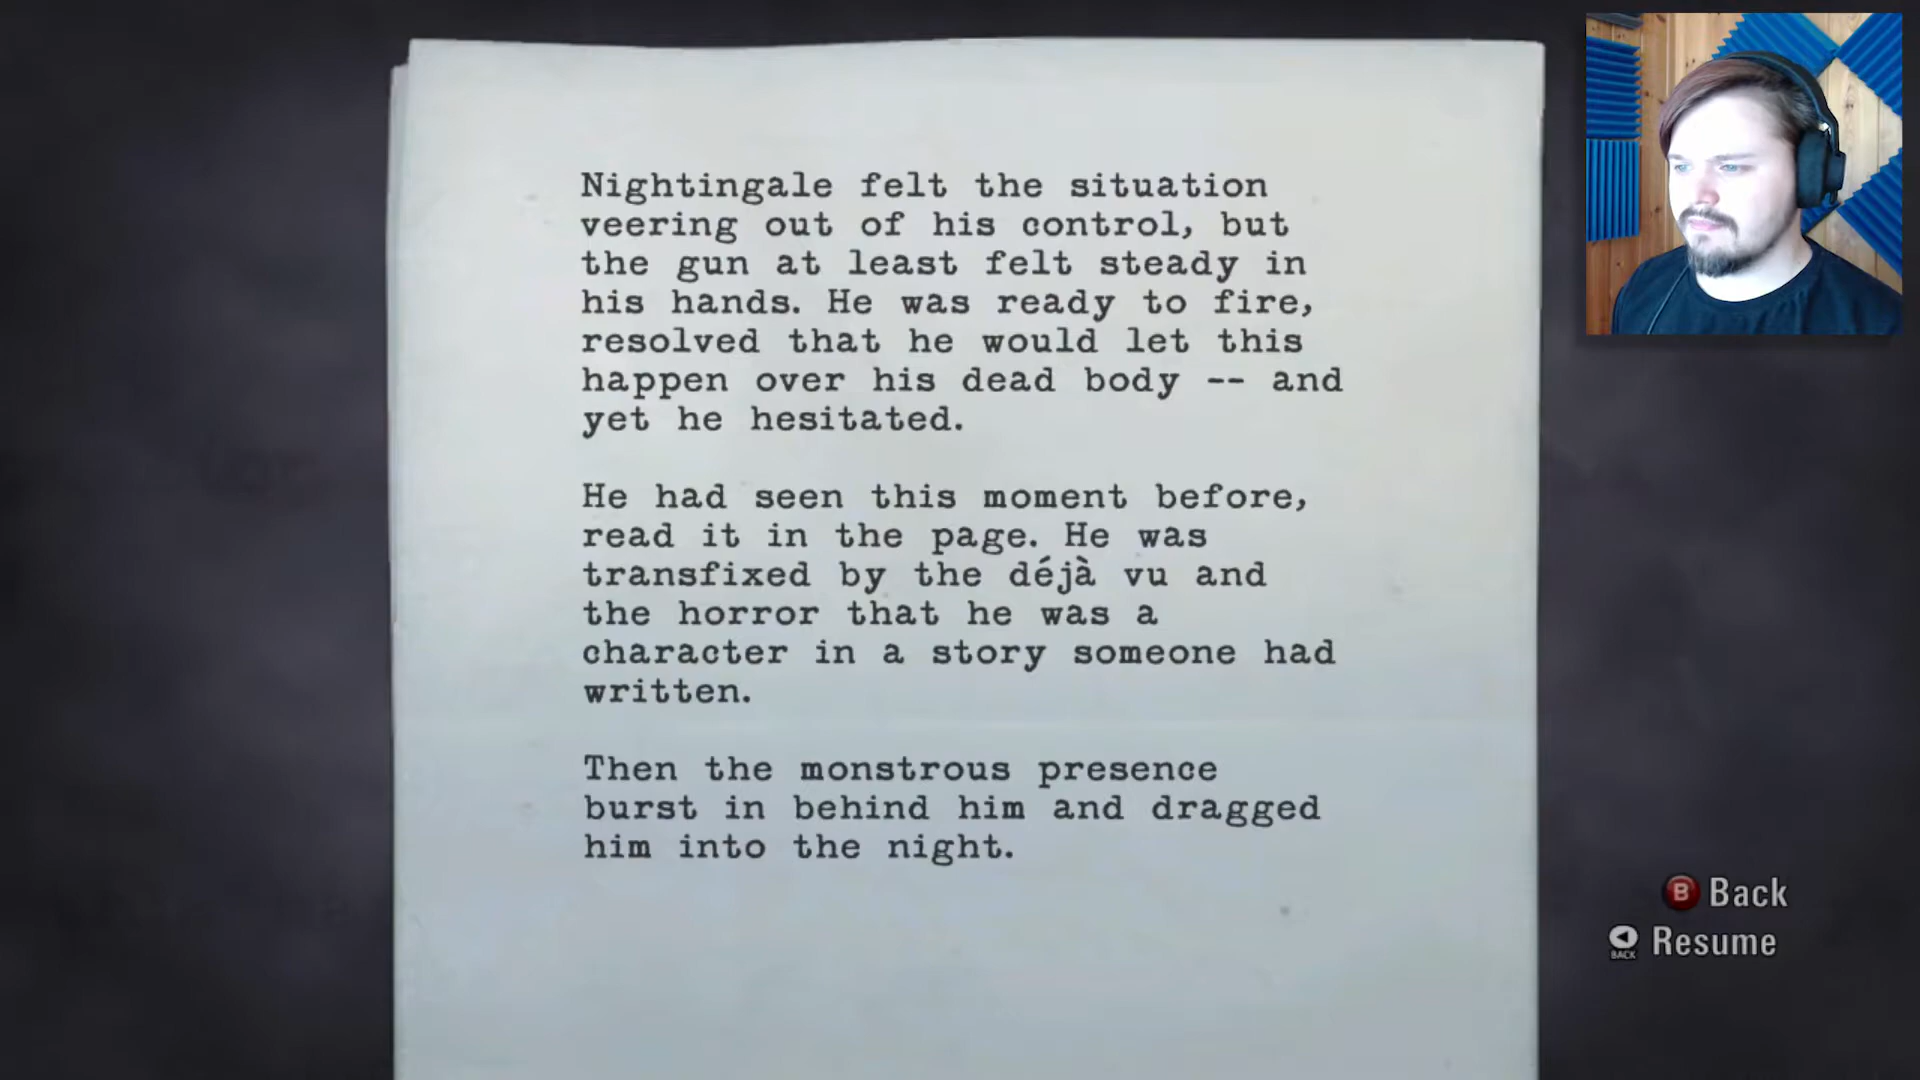 Nightingale felt the situation
veering out of his control, but
the gun at least felt steady in
his hands. He was ready to fire,
resolved that he would let this
happen over his dead body -- and
yet he hesitated.
He had seen this moment before,
read it in the page. He was
transfixed by the déjà vu and
the horror that he was a
character in a story someone had
written.
Then the monstrous presence
burst in behind him and dragged
him into the night.
B Back
BACK Resume